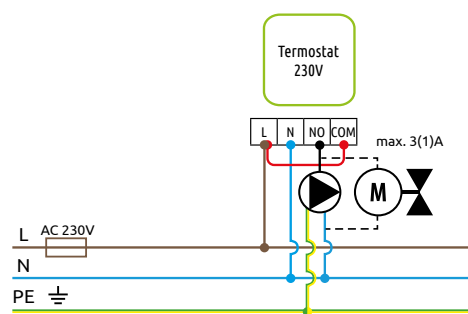 Termostat
230V
L N NO COM
max. 3(1)A
M
L AC 230V
N
PE